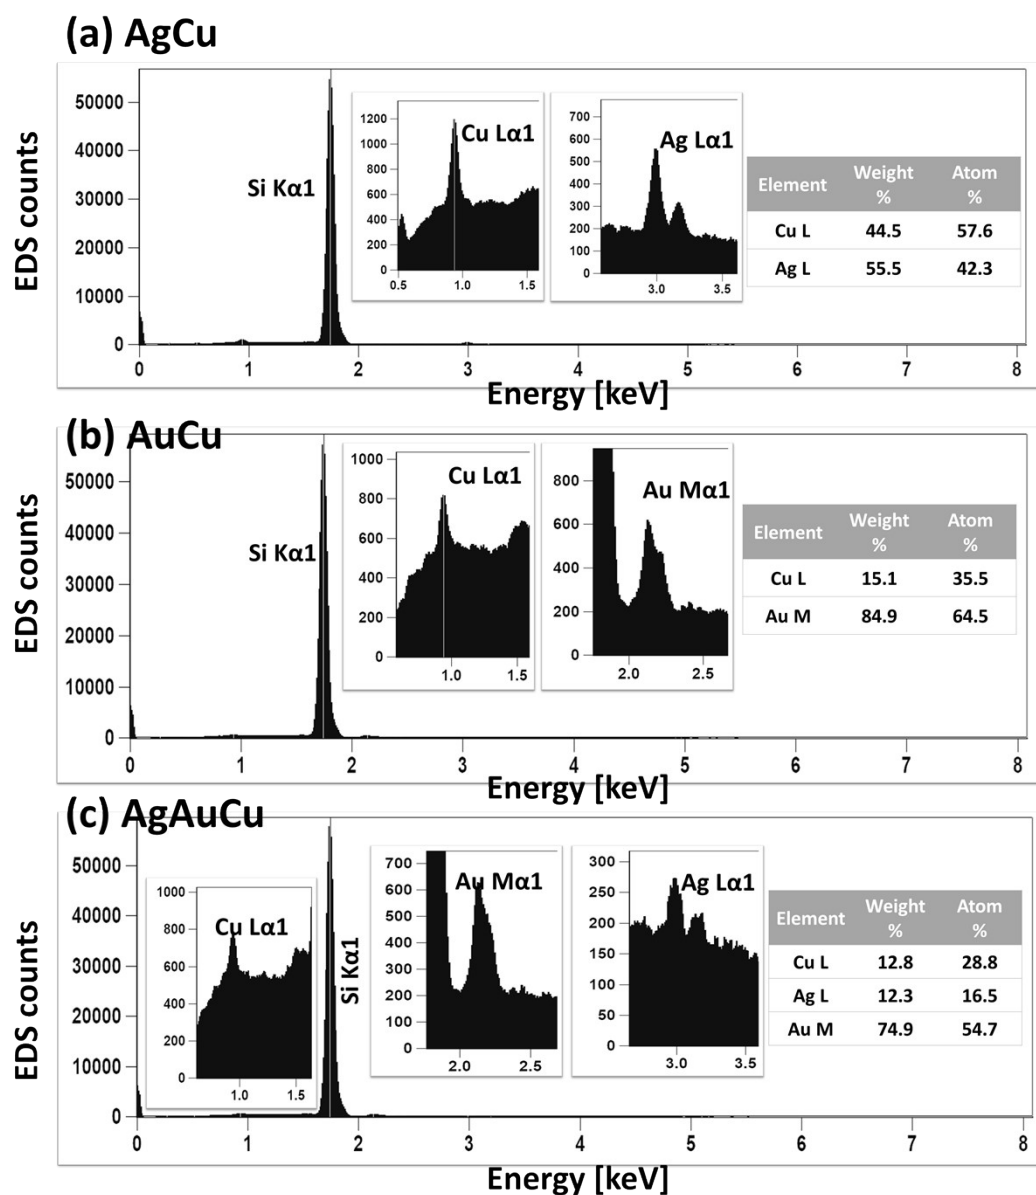 (a) AgCu
EDS counts
50000
40000
30000
20000
10000
0
Si Kα1
1200
1000
800
600
400
200
0
Cu Lα1
0.5 1.0 1.5
700
600
500
400
300
200
100
0
Ag Lα1
3.0 3.5
Element Weight % Atom %
Cu L 44.5 57.6
Ag L 55.5 42.3
0 1 2 3 4 5 6 7 8
Energy [keV]
(b) AuCu
EDS counts
50000
40000
30000
20000
10000
0
Si Kα1
1000
800
600
400
200
0
Cu Lα1
1.0 1.5
800
600
400
200
0
Au Mα1
2.0 2.5
Element Weight % Atom %
Cu L 15.1 35.5
Au M 84.9 64.5
0 1 2 3 4 5 6 7 8
Energy [keV]
(c) AgAuCu
EDS counts
50000
40000
30000
20000
10000
0
1000
800
600
400
200
0
Cu Lα1
1.0 1.5
Si Kα1
700
600
500
400
300
200
100
0
Au Mα1
2.0 2.5
300
250
200
150
100
50
0
Ag Lα1
3.0 3.5
Element Weight % Atom %
Cu L 12.8 28.8
Ag L 12.3 16.5
Au M 74.9 54.7
0 1 2 3 4 5 6 7 8
Energy [keV]